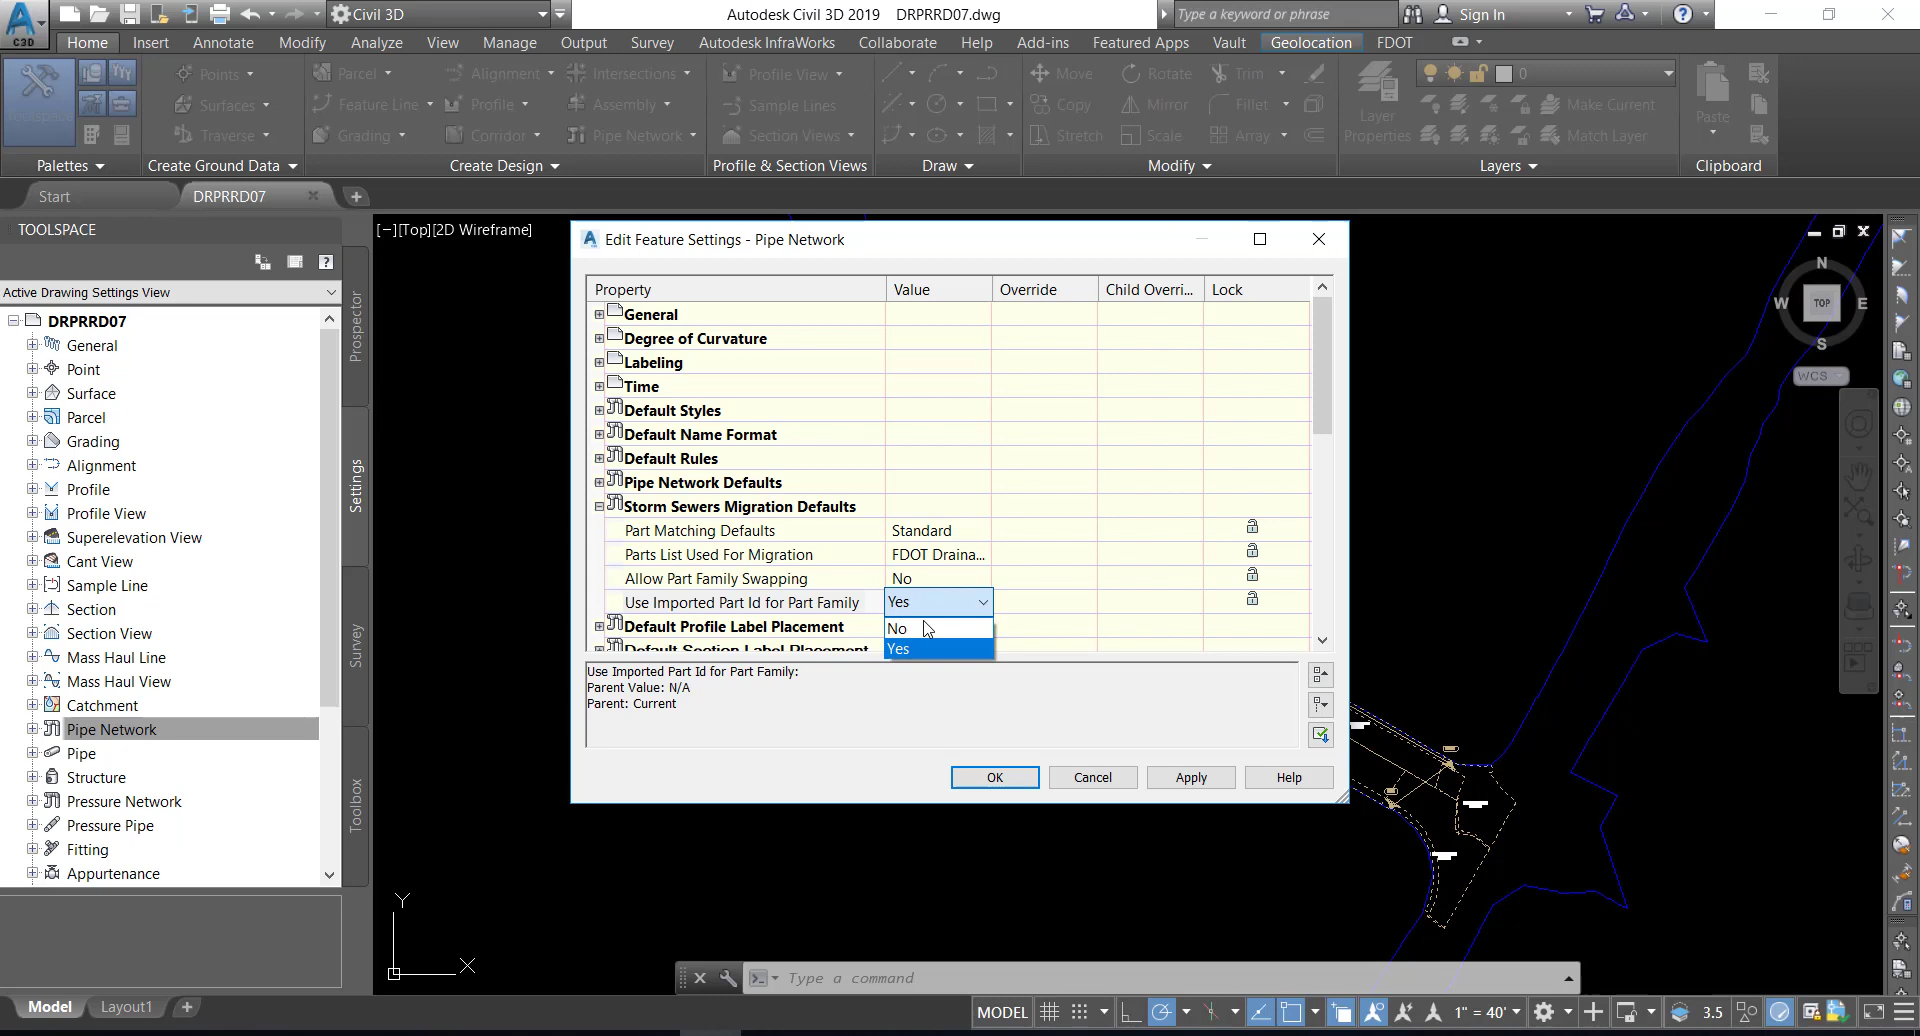 Civil 3D
Autodesk Civil 3D 2019 DRPRRD07.dwg
Type a keyword or phrase
Sign In
C3D
Home Insert Annotate Modify Analyze View Manage Output Survey Autodesk InfraWorks Collaborate Help Add-ins Featured Apps Vault Geolocation FDOT
Toolspace
Points
Surfaces
Traverse
Parcel
Feature Line
Grading
Alignment
Profile
Corridor
Intersections
Assembly
Pipe Network
Profile View
Sample Lines
Section Views
Move
Copy
Stretch
Rotate
Mirror
Scale
Trim
Fillet
Array
Layer
Properties
0
Make Current
Match Layer
Paste
Palettes
Create Ground Data
Create Design
Profile & Section Views
Draw
Modify
Layers
Clipboard
Start
DRPRRD07
TOOLSPACE
Active Drawing Settings View
DRPRRD07
General
Point
Surface
Parcel
Grading
Alignment
Profile
Profile View
Superelevation View
Cant View
Sample Line
Section
Section View
Mass Haul Line
Mass Haul View
Catchment
Pipe Network
Pipe
Structure
Pressure Network
Pressure Pipe
Fitting
Appurtenance
Prospector
Settings
Survey
Toolbox
[−][Top][2D Wireframe]
Edit Feature Settings - Pipe Network
Property Value Override Child Overri... Lock
General
Degree of Curvature
Labeling
Time
Default Styles
Default Name Format
Default Rules
Pipe Network Defaults
Storm Sewers Migration Defaults
Part Matching Defaults Standard
Parts List Used For Migration FDOT Draina...
Allow Part Family Swapping No
Use Imported Part Id for Part Family Yes
No
Yes
Default Profile Label Placement
Default Section Label Placement
Use Imported Part Id for Part Family:
Parent Value: N/A
Parent: Current
OK Cancel Apply Help
N
W TOP E
S
WCS
Y
X
Type a command
Model Layout1
MODEL
1" = 40'
3.5